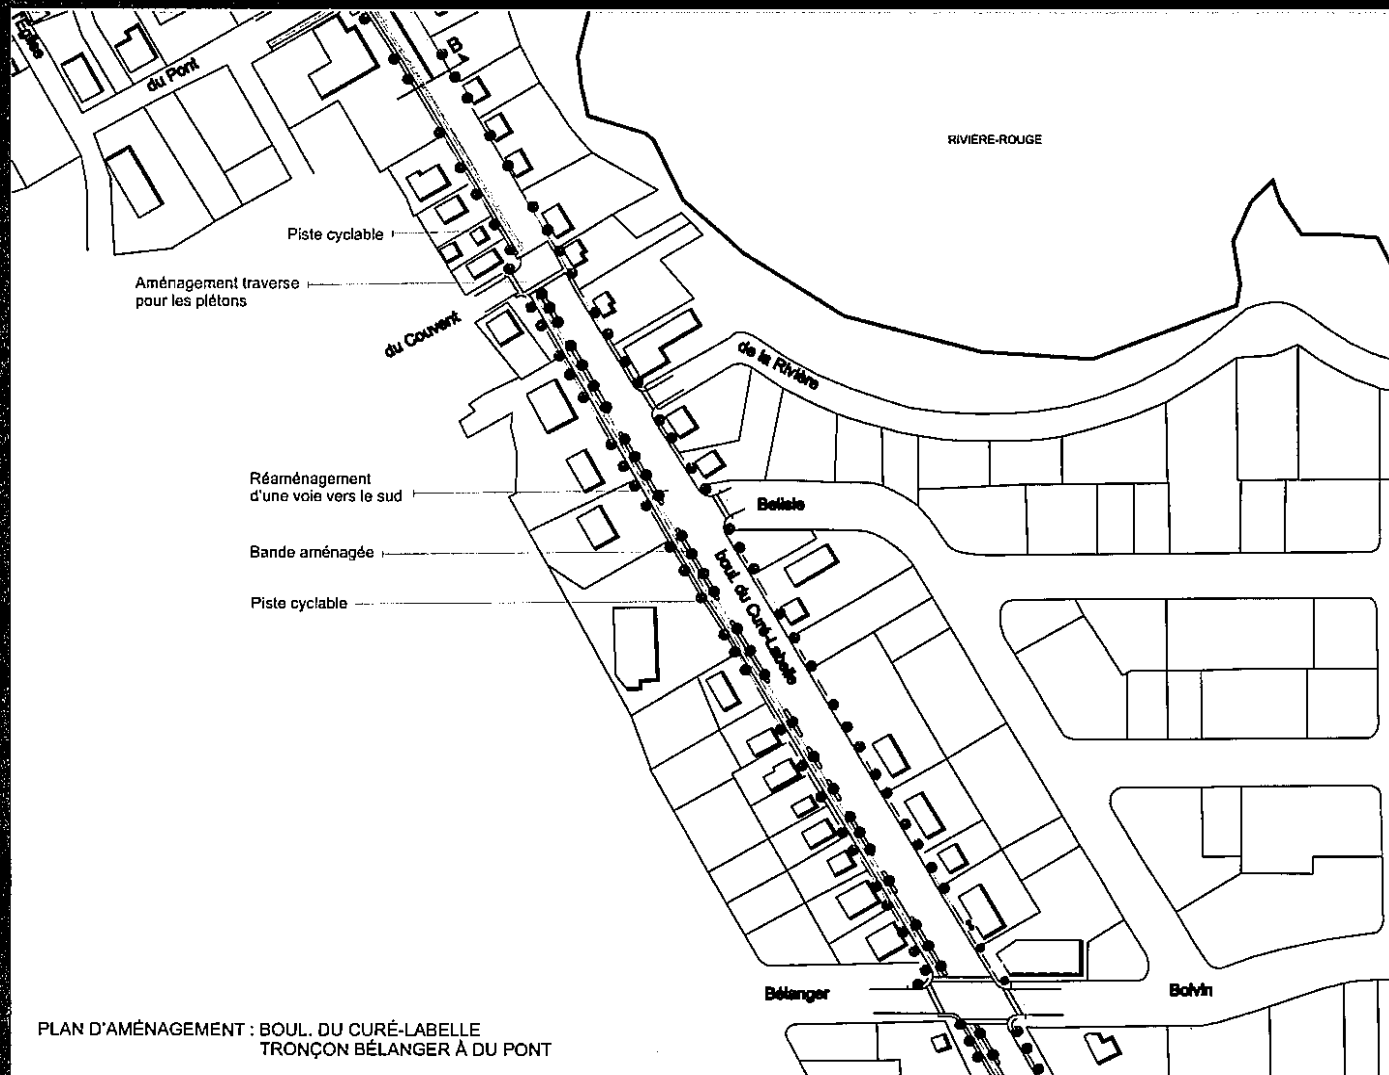 l'Église
du Pont
B
RIVIÈRE-ROUGE
Piste cyclable
Aménagement traverse
pour les piétons
du Couvent
de la Rivière
Réaménagement
d'une voie vers le sud
Belisle
Bande aménagée
Piste cyclable
boul. du Curé-Labelle
Bélanger
Boivin
PLAN D'AMÉNAGEMENT : BOUL. DU CURÉ-LABELLE
TRONÇON BÉLANGER À DU PONT